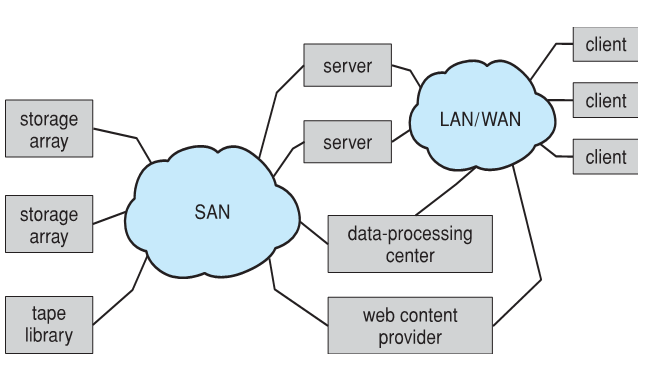 storage
array
storage
array
tape
library
SAN
server
server
data-processing
center
web content
provider
LAN/WAN
client
client
client